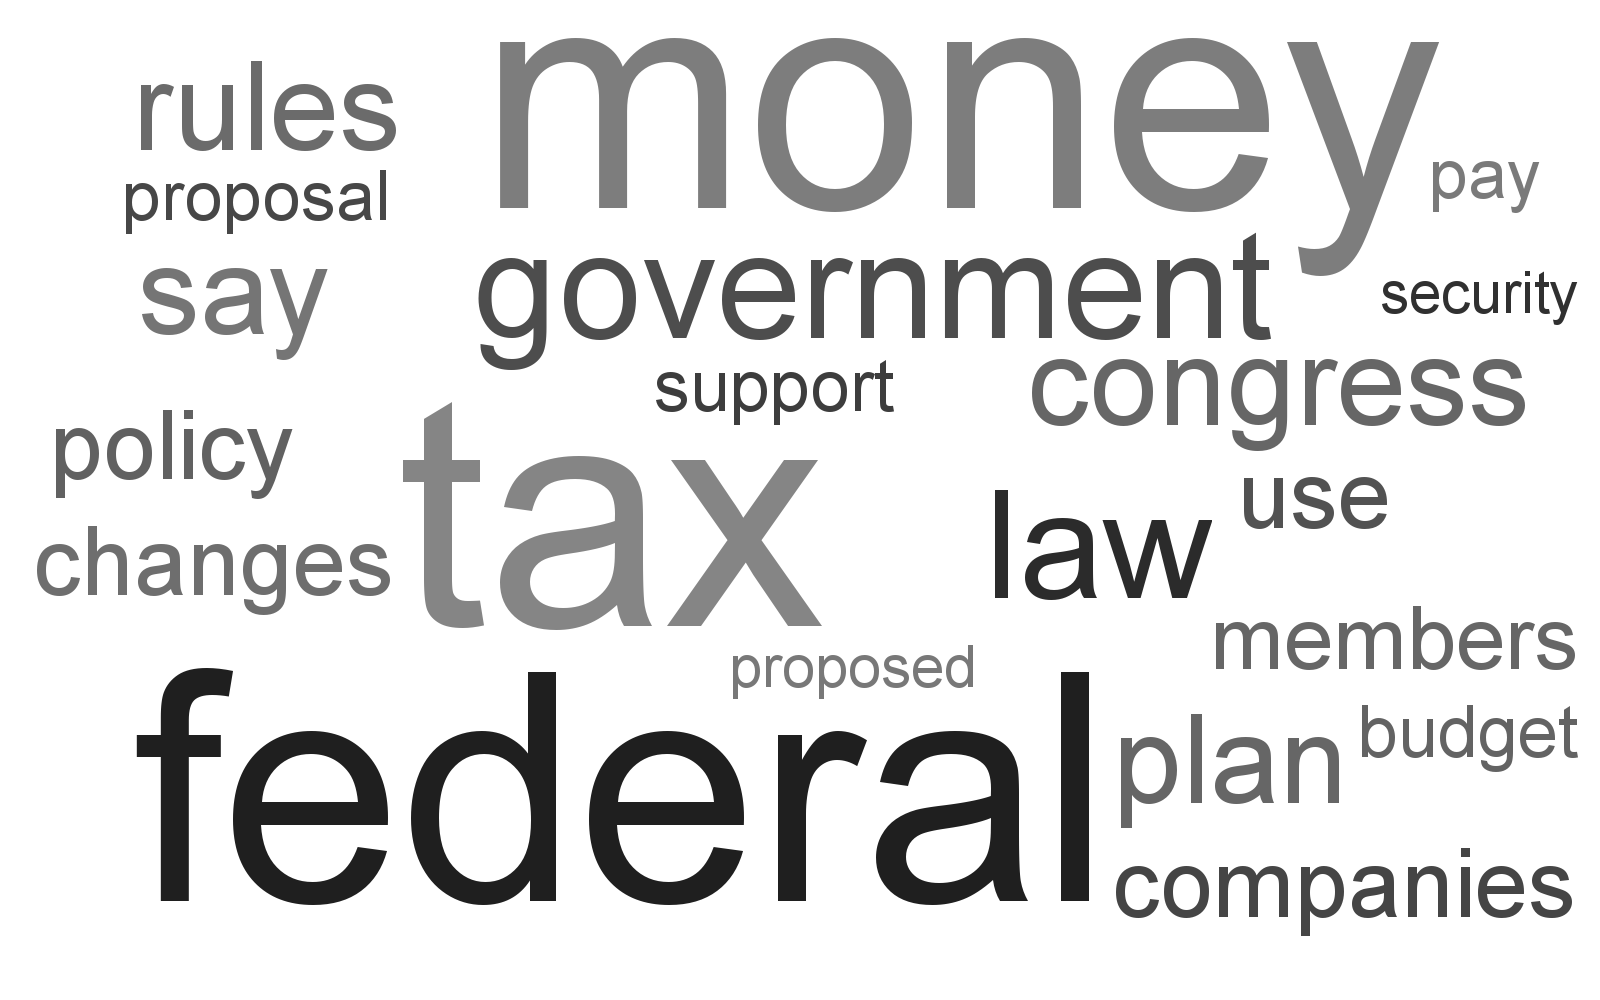 money
rules
pay
proposal
government
say
security
support
congress
policy
tax
use
law
changes
members
proposed
federal
plan
budget
companies